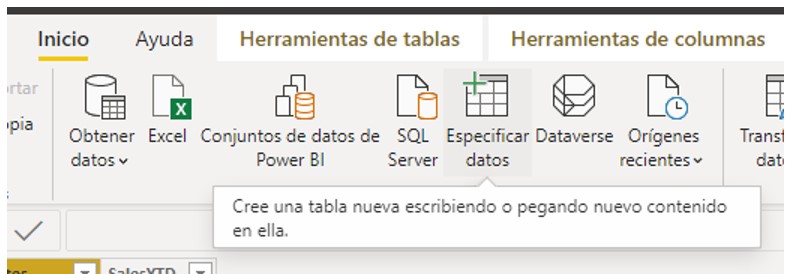 Inicio
Ayuda
Herramientas de tablas
Herramientas de columnas
Obtener
datos
Excel
Conjuntos de datos de
Power BI
SQL
Server
Especificar
datos
Dataverse
Orígenes
recientes
Cree una tabla nueva escribiendo o pegando nuevo contenido
en ella.
SalesYTD